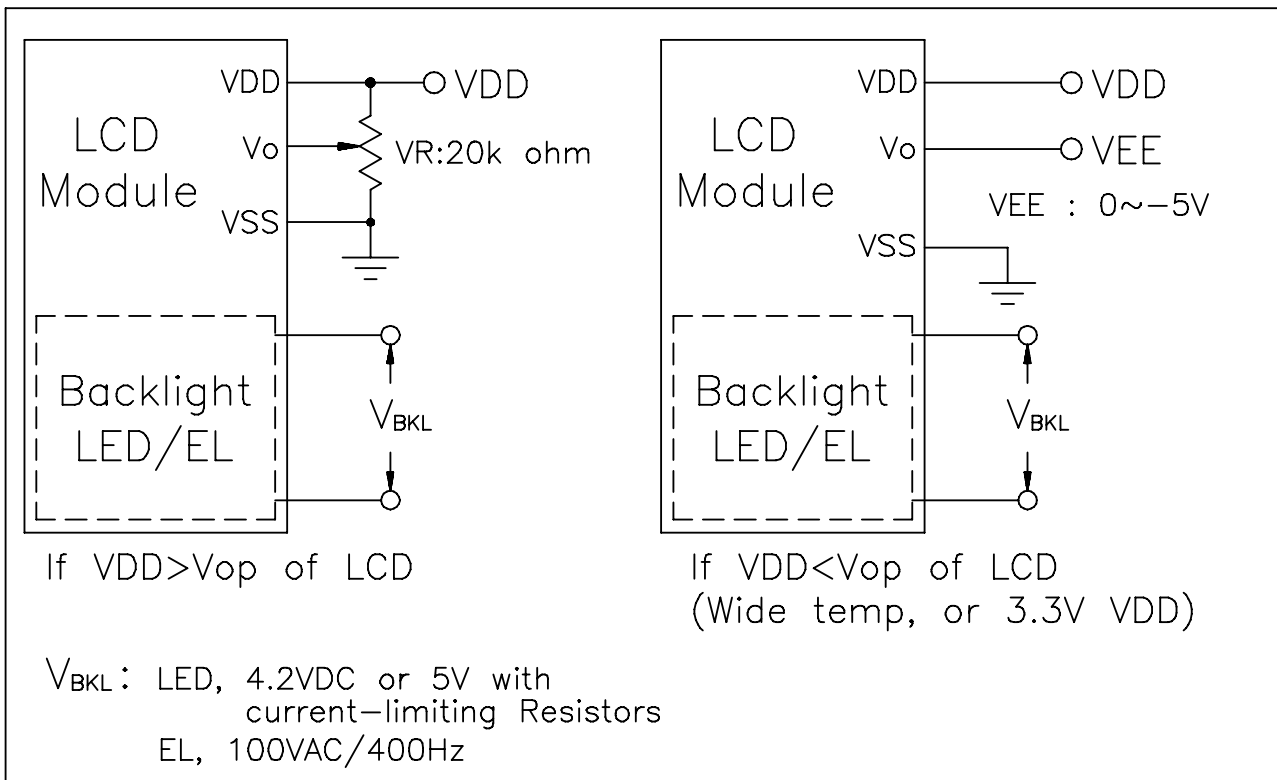 VDD
VDD
LCD
Module
Vo
VR:20k ohm
VSS
Backlight
LED/EL
VBKL
If VDD>Vop of LCD
VDD
VDD
LCD
Module
Vo
VEE
VEE : 0~-5V
VSS
Backlight
LED/EL
VBKL
If VDD<Vop of LCD
(Wide temp, or 3.3V VDD)
VBKL: LED, 4.2VDC or 5V with
current-limiting Resistors
EL, 100VAC/400Hz